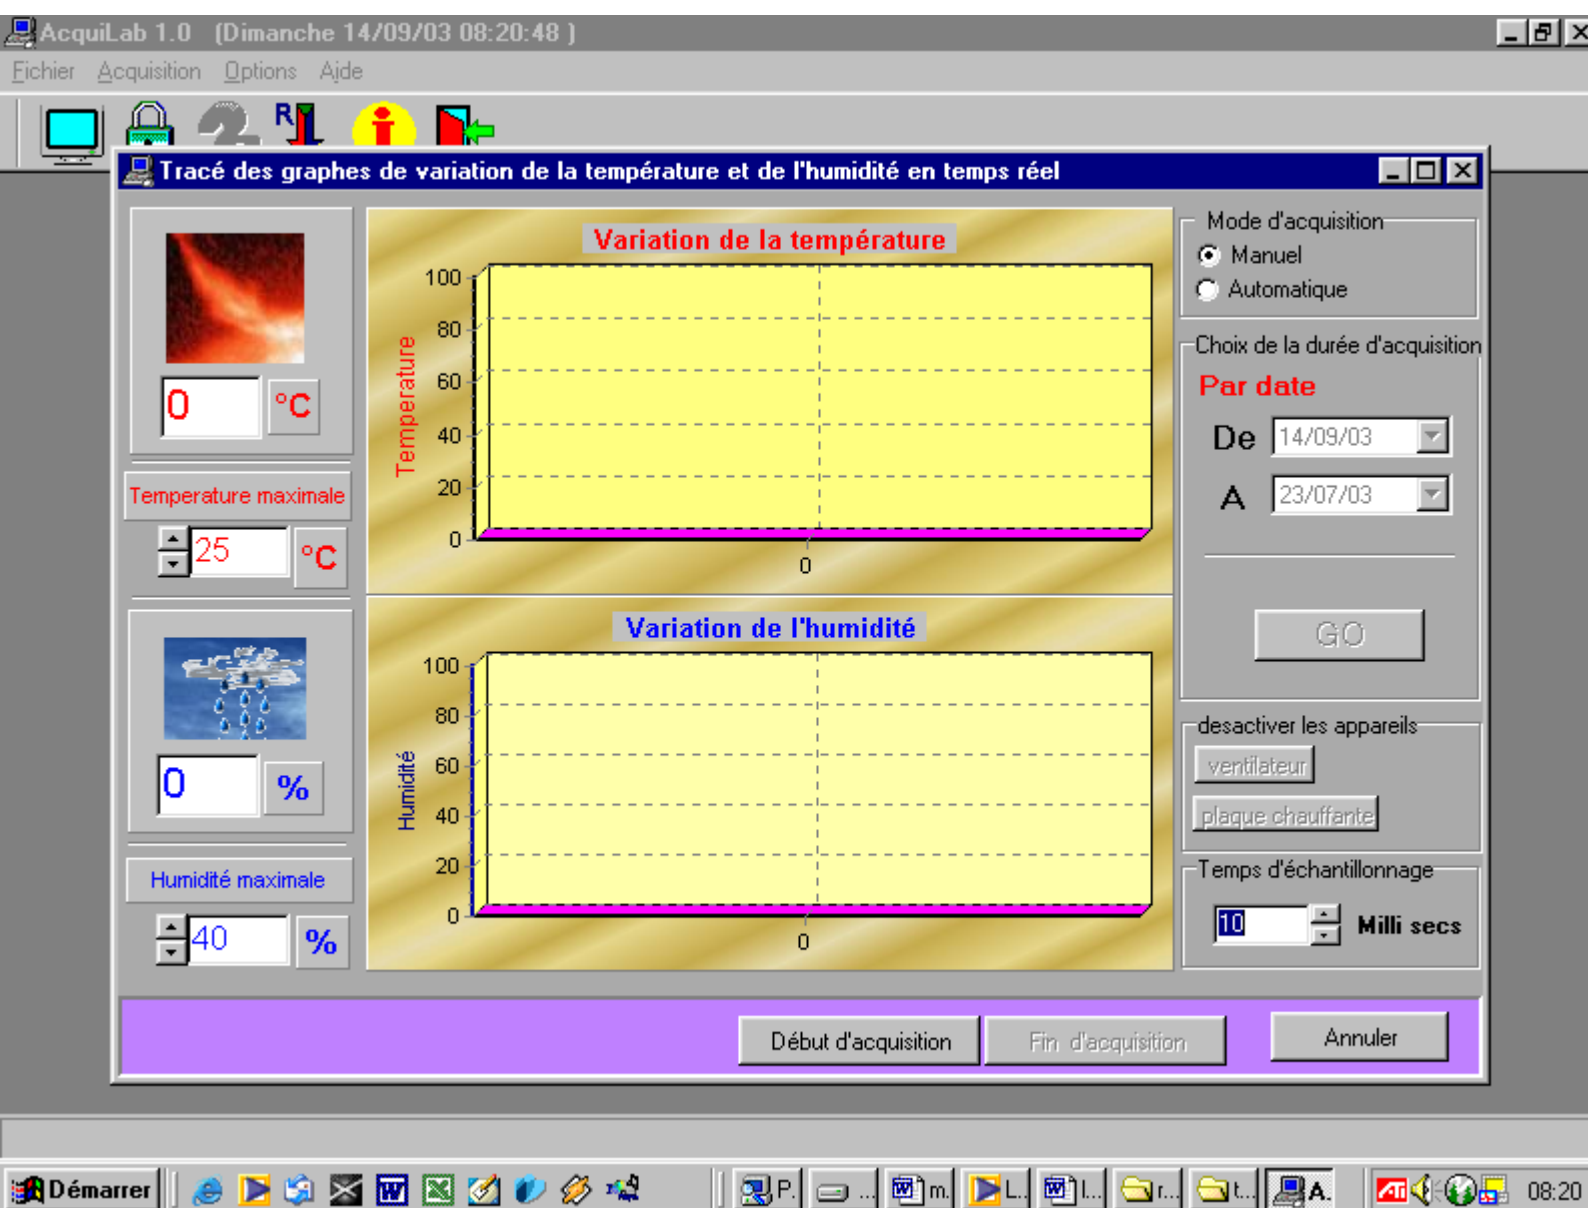 AcquiLab 1.0 (Dimanche 14/09/03 08:20:48 )
Fichier Acquisition Options Aide
R
Tracé des graphes de variation de la température et de l'humidité en temps réel
0 °C
Temperature maximale
25 °C
0 %
Humidité maximale
40 %
Variation de la température
Temperature
100
80
60
40
20
0
0
Variation de l'humidité
Humidité
100
80
60
40
20
0
0
Mode d'acquisition
Manuel
Automatique
Choix de la durée d'acquisition
Par date
De 14/09/03
A 23/07/03
GO
desactiver les appareils
ventilateur
plaque chauffante
Temps d'échantillonnage
10 Milli secs
Début d'acquisition Fin d'acquisition Annuler
Démarrer P. ... m. L.. l... r... t... A. ATI 08:20